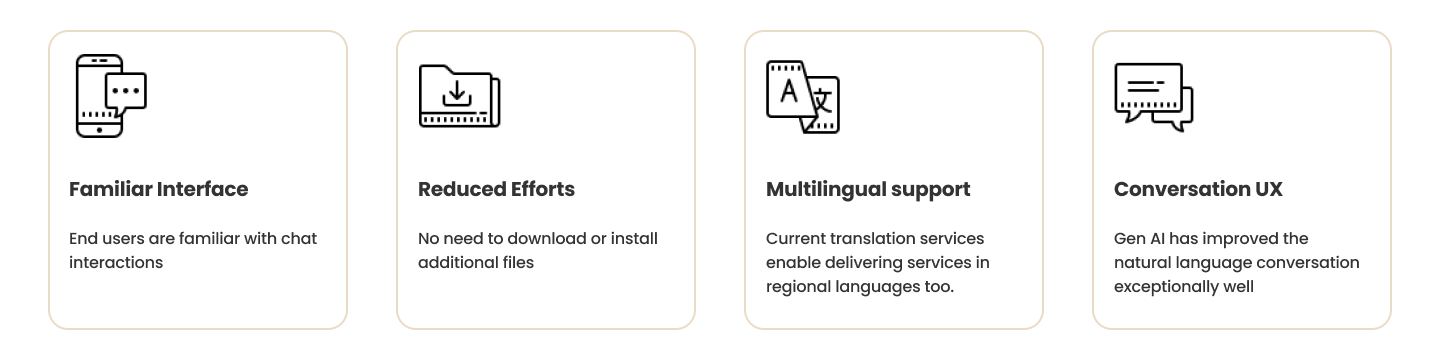 A
文
Familiar Interface
End users are familiar with chat
interactions
Reduced Efforts
No need to download or install
additional files
Multilingual support
Current translation services
enable delivering services in
regional languages too.
Conversation UX
Gen AI has improved the
natural language conversation
exceptionally well